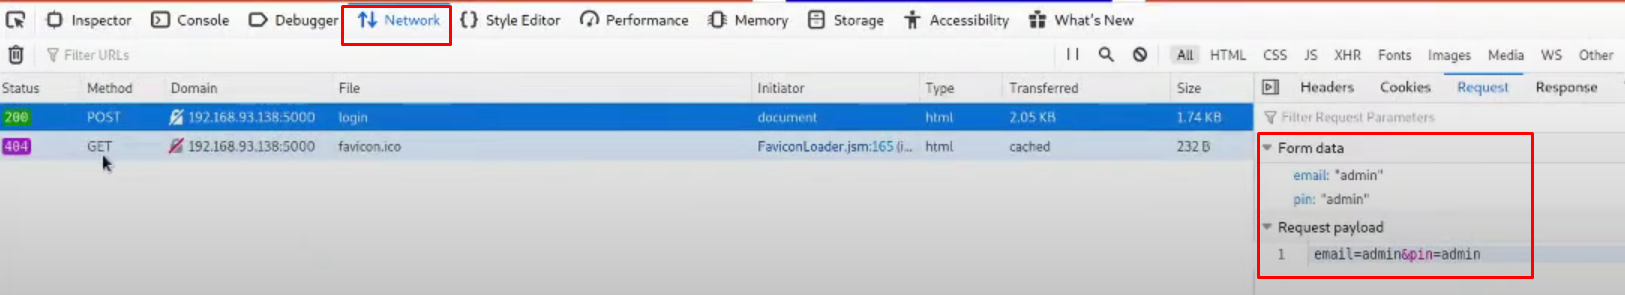 Inspector Console Debugger Network Style Editor Performance Memory Storage Accessibility What's New
Filter URLs All HTML CSS JS XHR Fonts Images Media WS Other
Status Method Domain File Initiator Type Transferred Size Headers Cookies Request Response
200 POST 192.168.93.138:5000 login document html 2.05 KB 1.74 KB
404 GET 192.168.93.138:5000 favicon.ico FaviconLoader.jsm:165 (i... html cached 232 B
Filter Request Parameters
Form data
email: "admin"
pin: "admin"
Request payload
1 email=admin&pin=admin